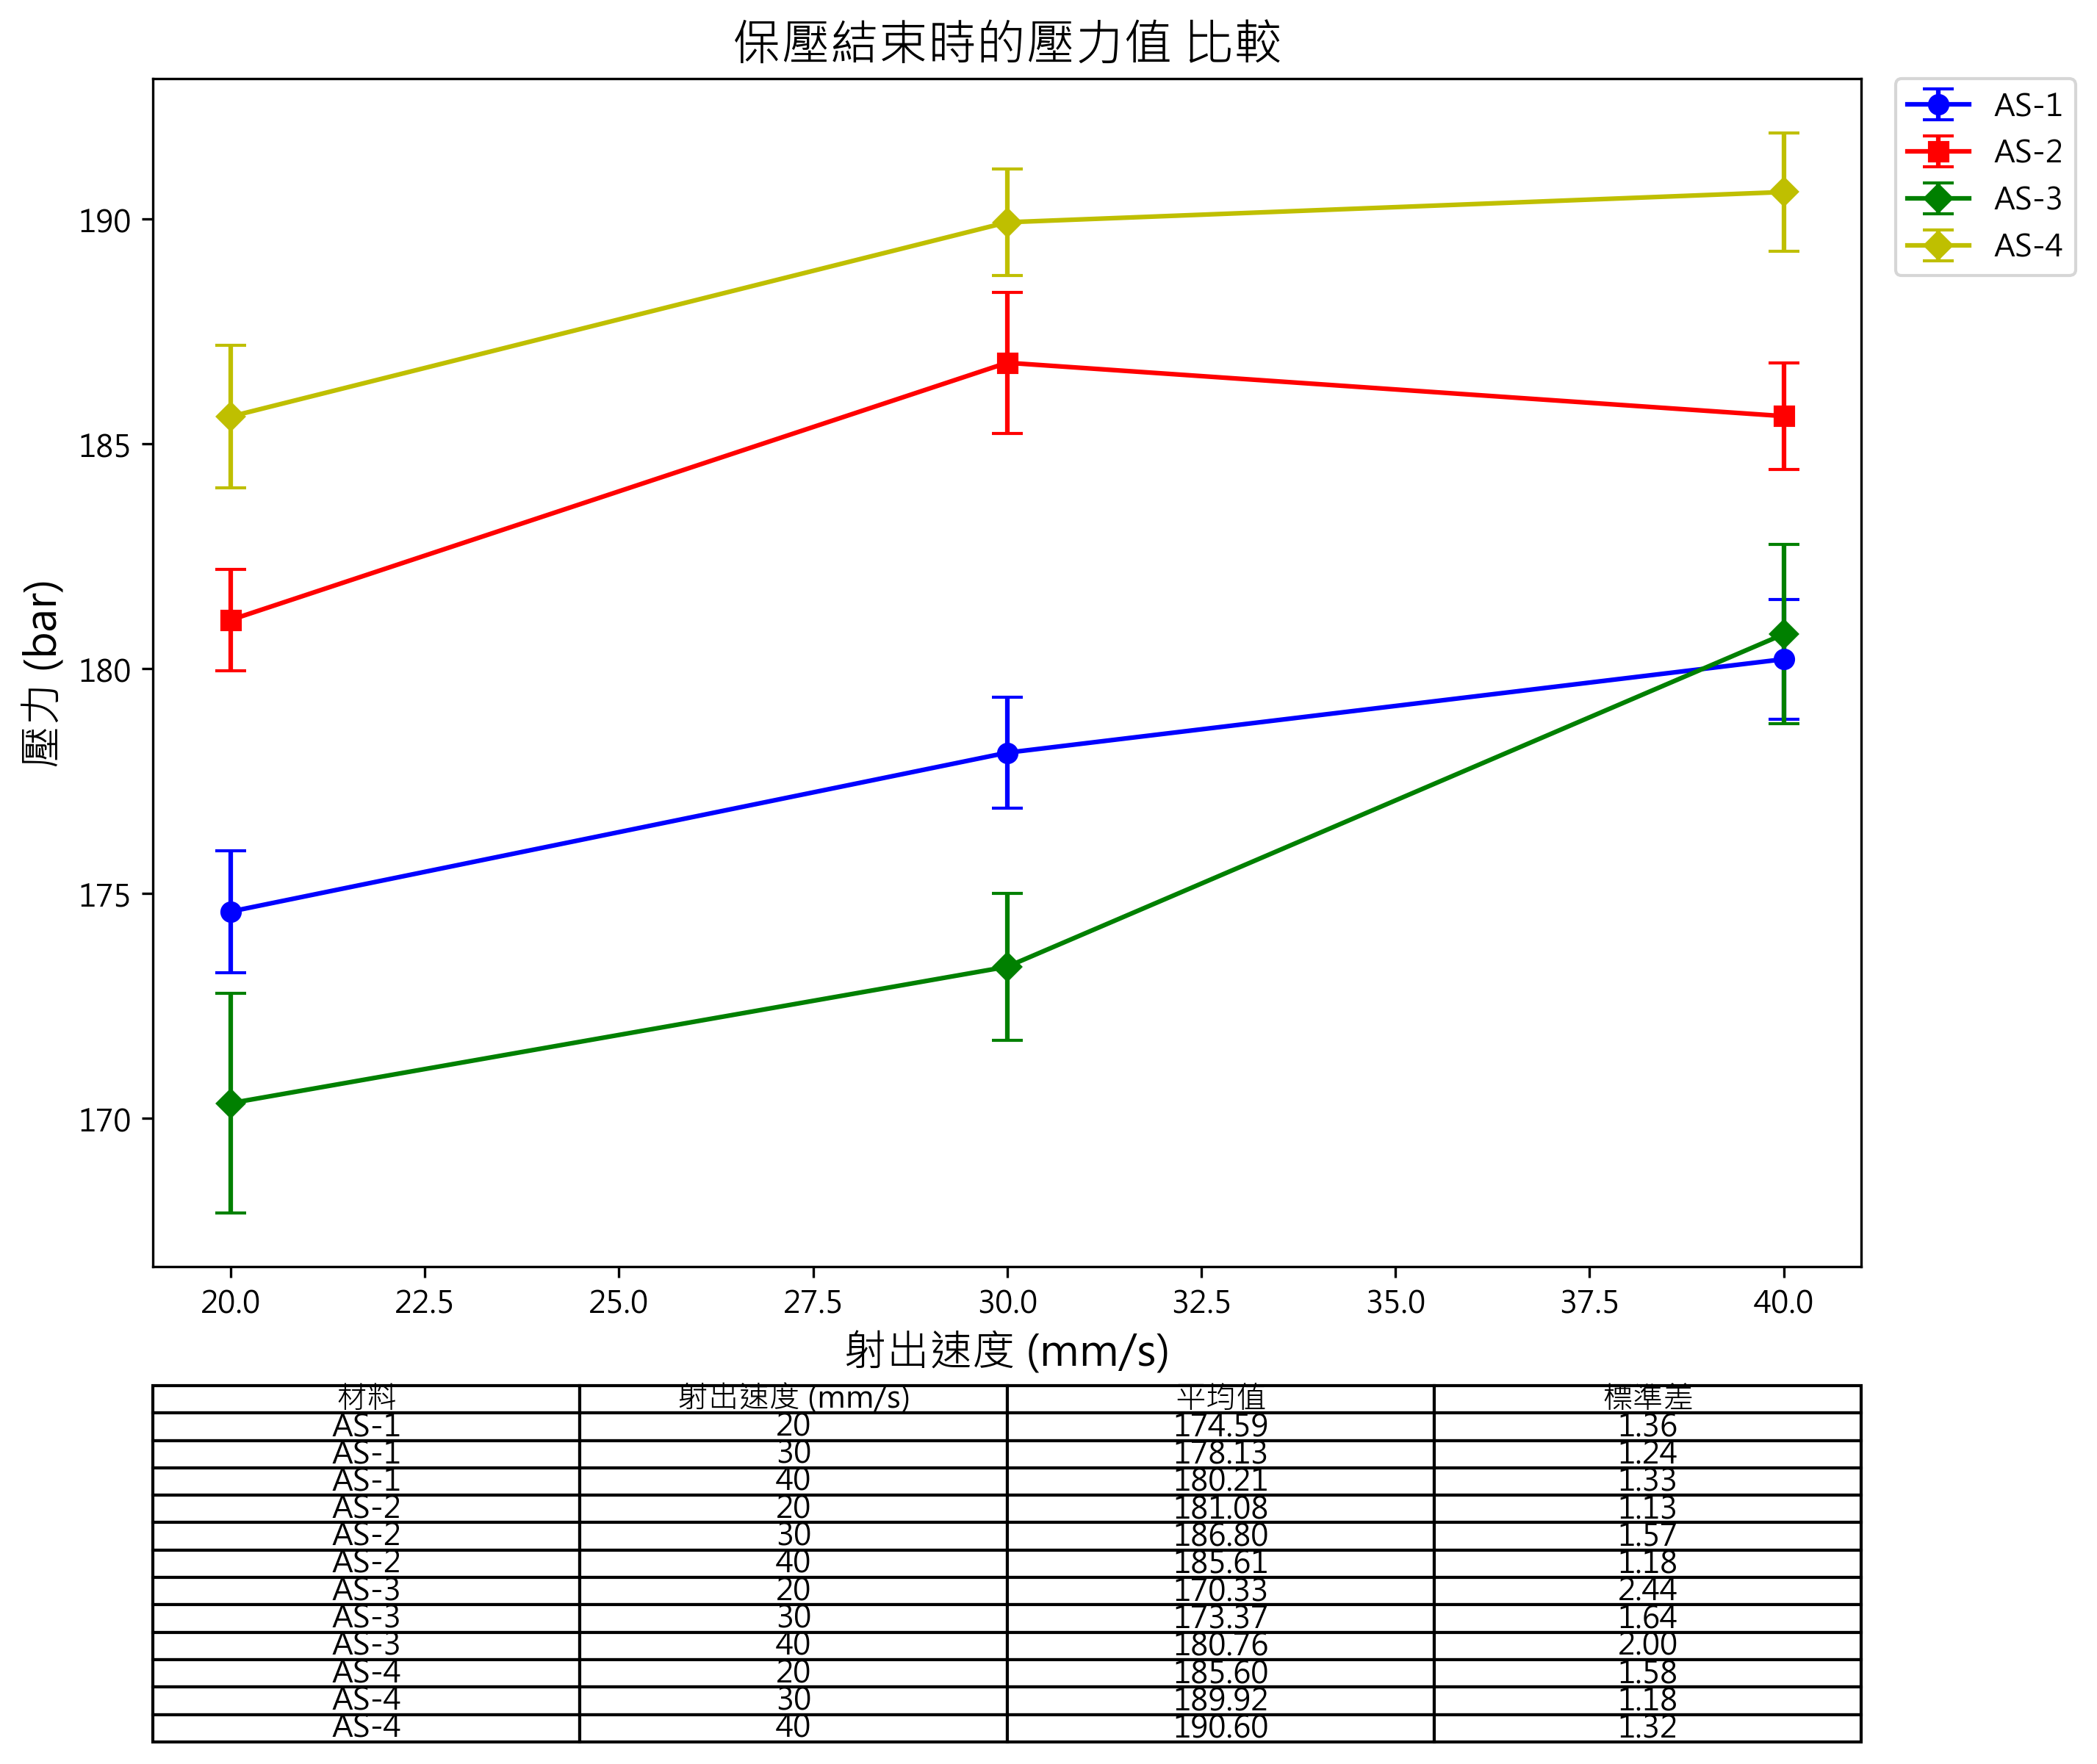 保壓結束時的壓力值 比較
AS-1
AS-2
AS-3
AS-4
壓力 (bar)
190
185
180
175
170
20.0 22.5 25.0 27.5 30.0 32.5 35.0 37.5 40.0
射出速度 (mm/s)
材料 射出速度 (mm/s) 平均值 標準差
AS-1 20 174.59 1.36
AS-1 30 178.13 1.24
AS-1 40 180.21 1.33
AS-2 20 181.08 1.13
AS-2 30 186.80 1.57
AS-2 40 185.61 1.18
AS-3 20 170.33 2.44
AS-3 30 173.37 1.64
AS-3 40 180.76 2.00
AS-4 20 185.60 1.58
AS-4 30 189.92 1.18
AS-4 40 190.60 1.32